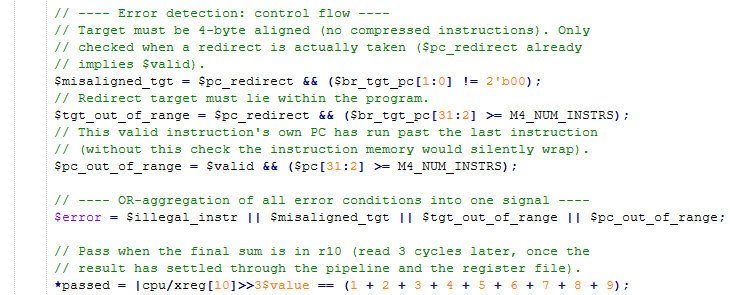 // ---- Error detection: control flow ----
// Target must be 4-byte aligned (no compressed instructions). Only
// checked when a redirect is actually taken ($pc_redirect already
// implies $valid).
$misaligned_tgt = $pc_redirect && ($br_tgt_pc[1:0] != 2'b00);
// Redirect target must lie within the program.
$tgt_out_of_range = $pc_redirect && ($br_tgt_pc[31:2] >= M4_NUM_INSTRS);
// This valid instruction's own PC has run past the last instruction
// (without this check the instruction memory would silently wrap).
$pc_out_of_range = $valid && ($pc[31:2] >= M4_NUM_INSTRS);
// ---- OR-aggregation of all error conditions into one signal ----
$error = $illegal_instr || $misaligned_tgt || $tgt_out_of_range || $pc_out_of_range;
// Pass when the final sum is in r10 (read 3 cycles later, once the
// result has settled through the pipeline and the register file).
*passed = |cpu/xreg[10]>>3$value == (1 + 2 + 3 + 4 + 5 + 6 + 7 + 8 + 9);